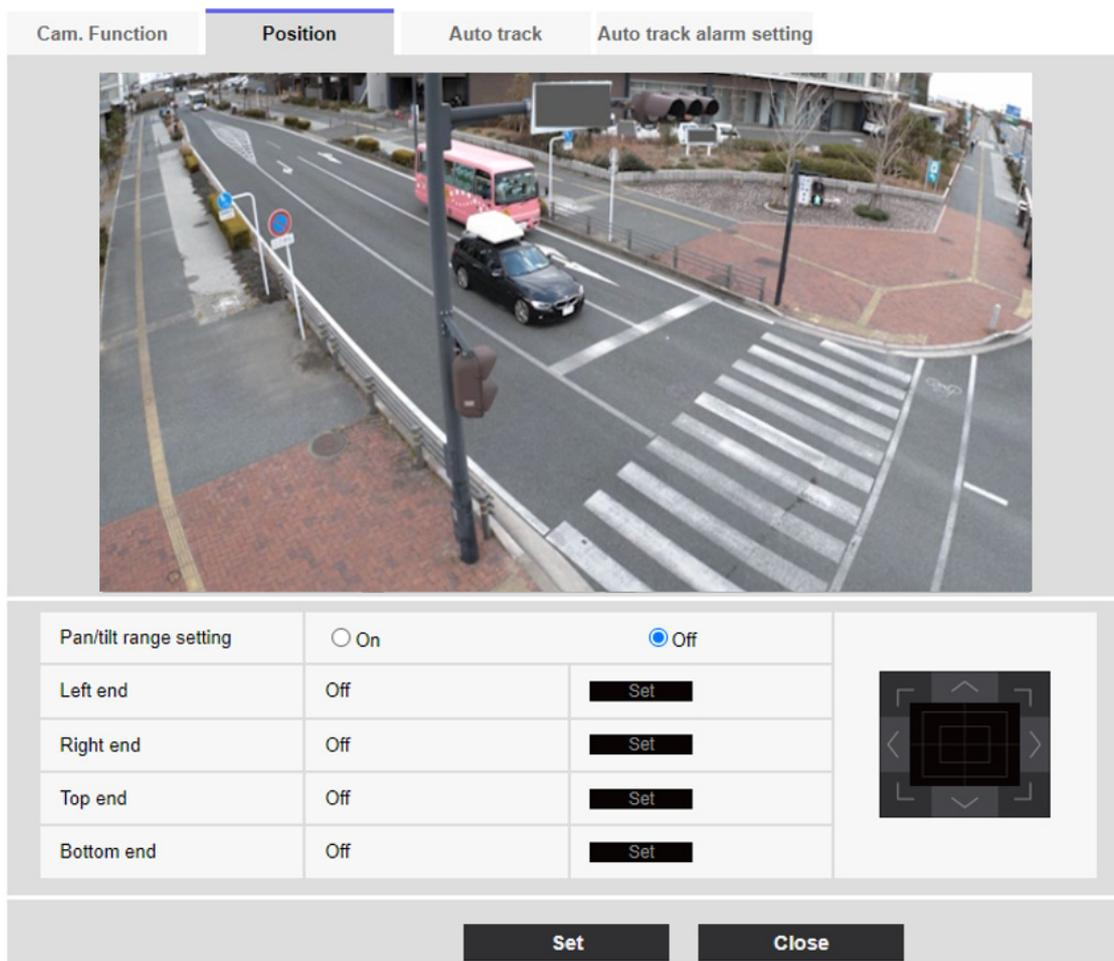 Cam. Function Position Auto track Auto track alarm setting
Pan/tilt range setting On Off
Left end Off Set
Right end Off Set
Top end Off Set
Bottom end Off Set
Set Close